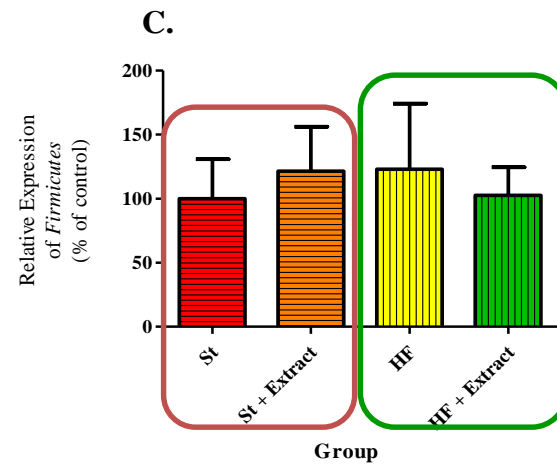 C.
Relative Expression
of Firmicutes
(% of control)
200
150
100
50
0
St
St + Extract
HF
HF + Extract
Group